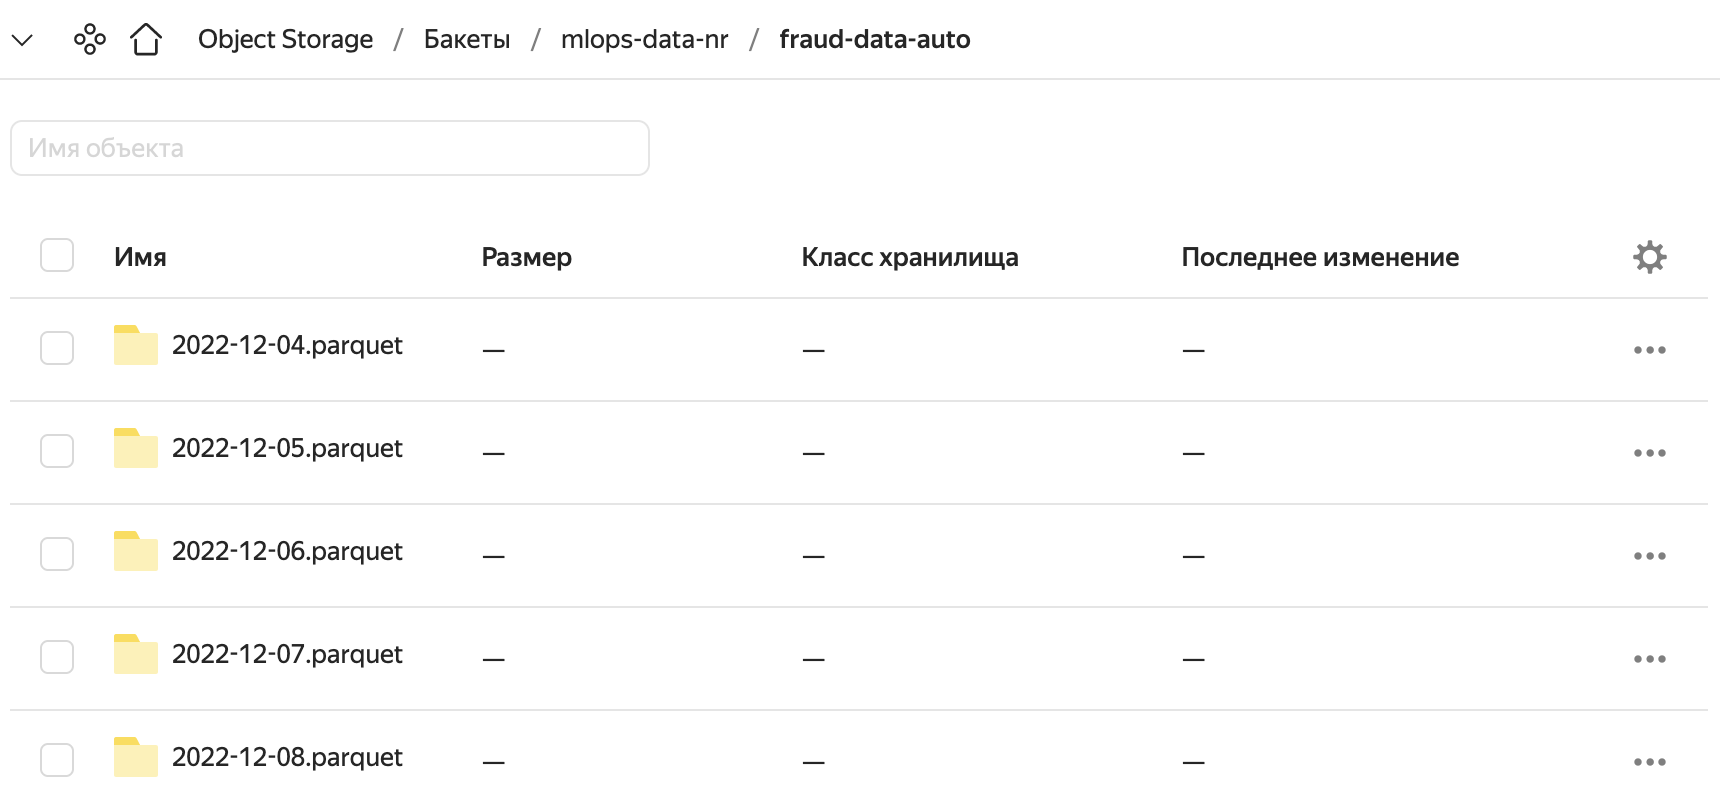 Object Storage / Бакеты / mlops-data-nr / fraud-data-auto
Имя объекта
Имя Размер Класс хранилища Последнее изменение
2022-12-04.parquet — — —
2022-12-05.parquet — — —
2022-12-06.parquet — — —
2022-12-07.parquet — — —
2022-12-08.parquet — — —